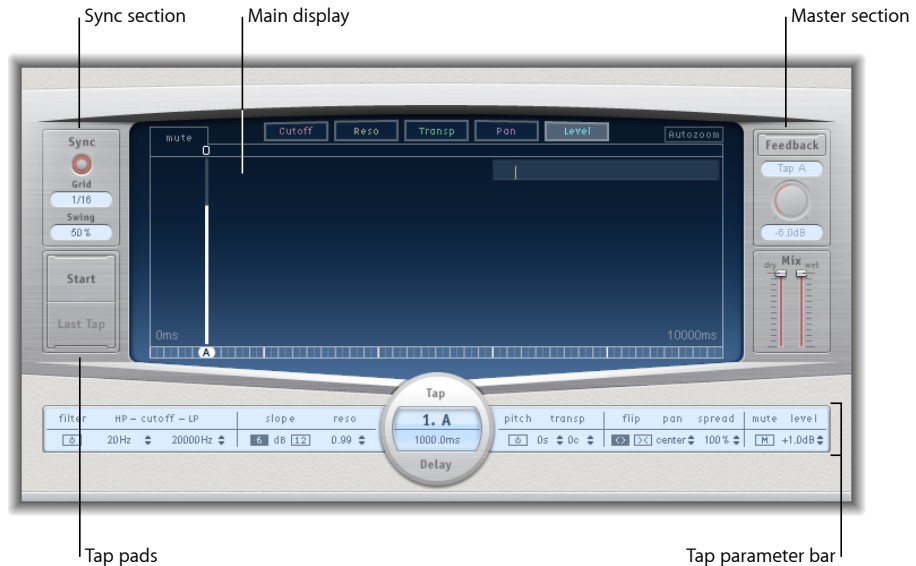 Sync section
Main display
Master section
mute
Cutoff
Reso
Transp
Pan
Level
Autozoom
Sync
Grid
1/16
Swing
50%
Start
Last Tap
0ms
10000ms
A
Feedback
Tap A
-6.0dB
Mix
dry
wet
filter HP – cutoff – LP slope reso
20Hz 20000Hz 6 dB 12 0.99
Tap
1. A
1000.0ms
Delay
pitch transp flip pan spread mute level
0s 0c <> >< center 100% M +1.0dB
Tap pads
Tap parameter bar